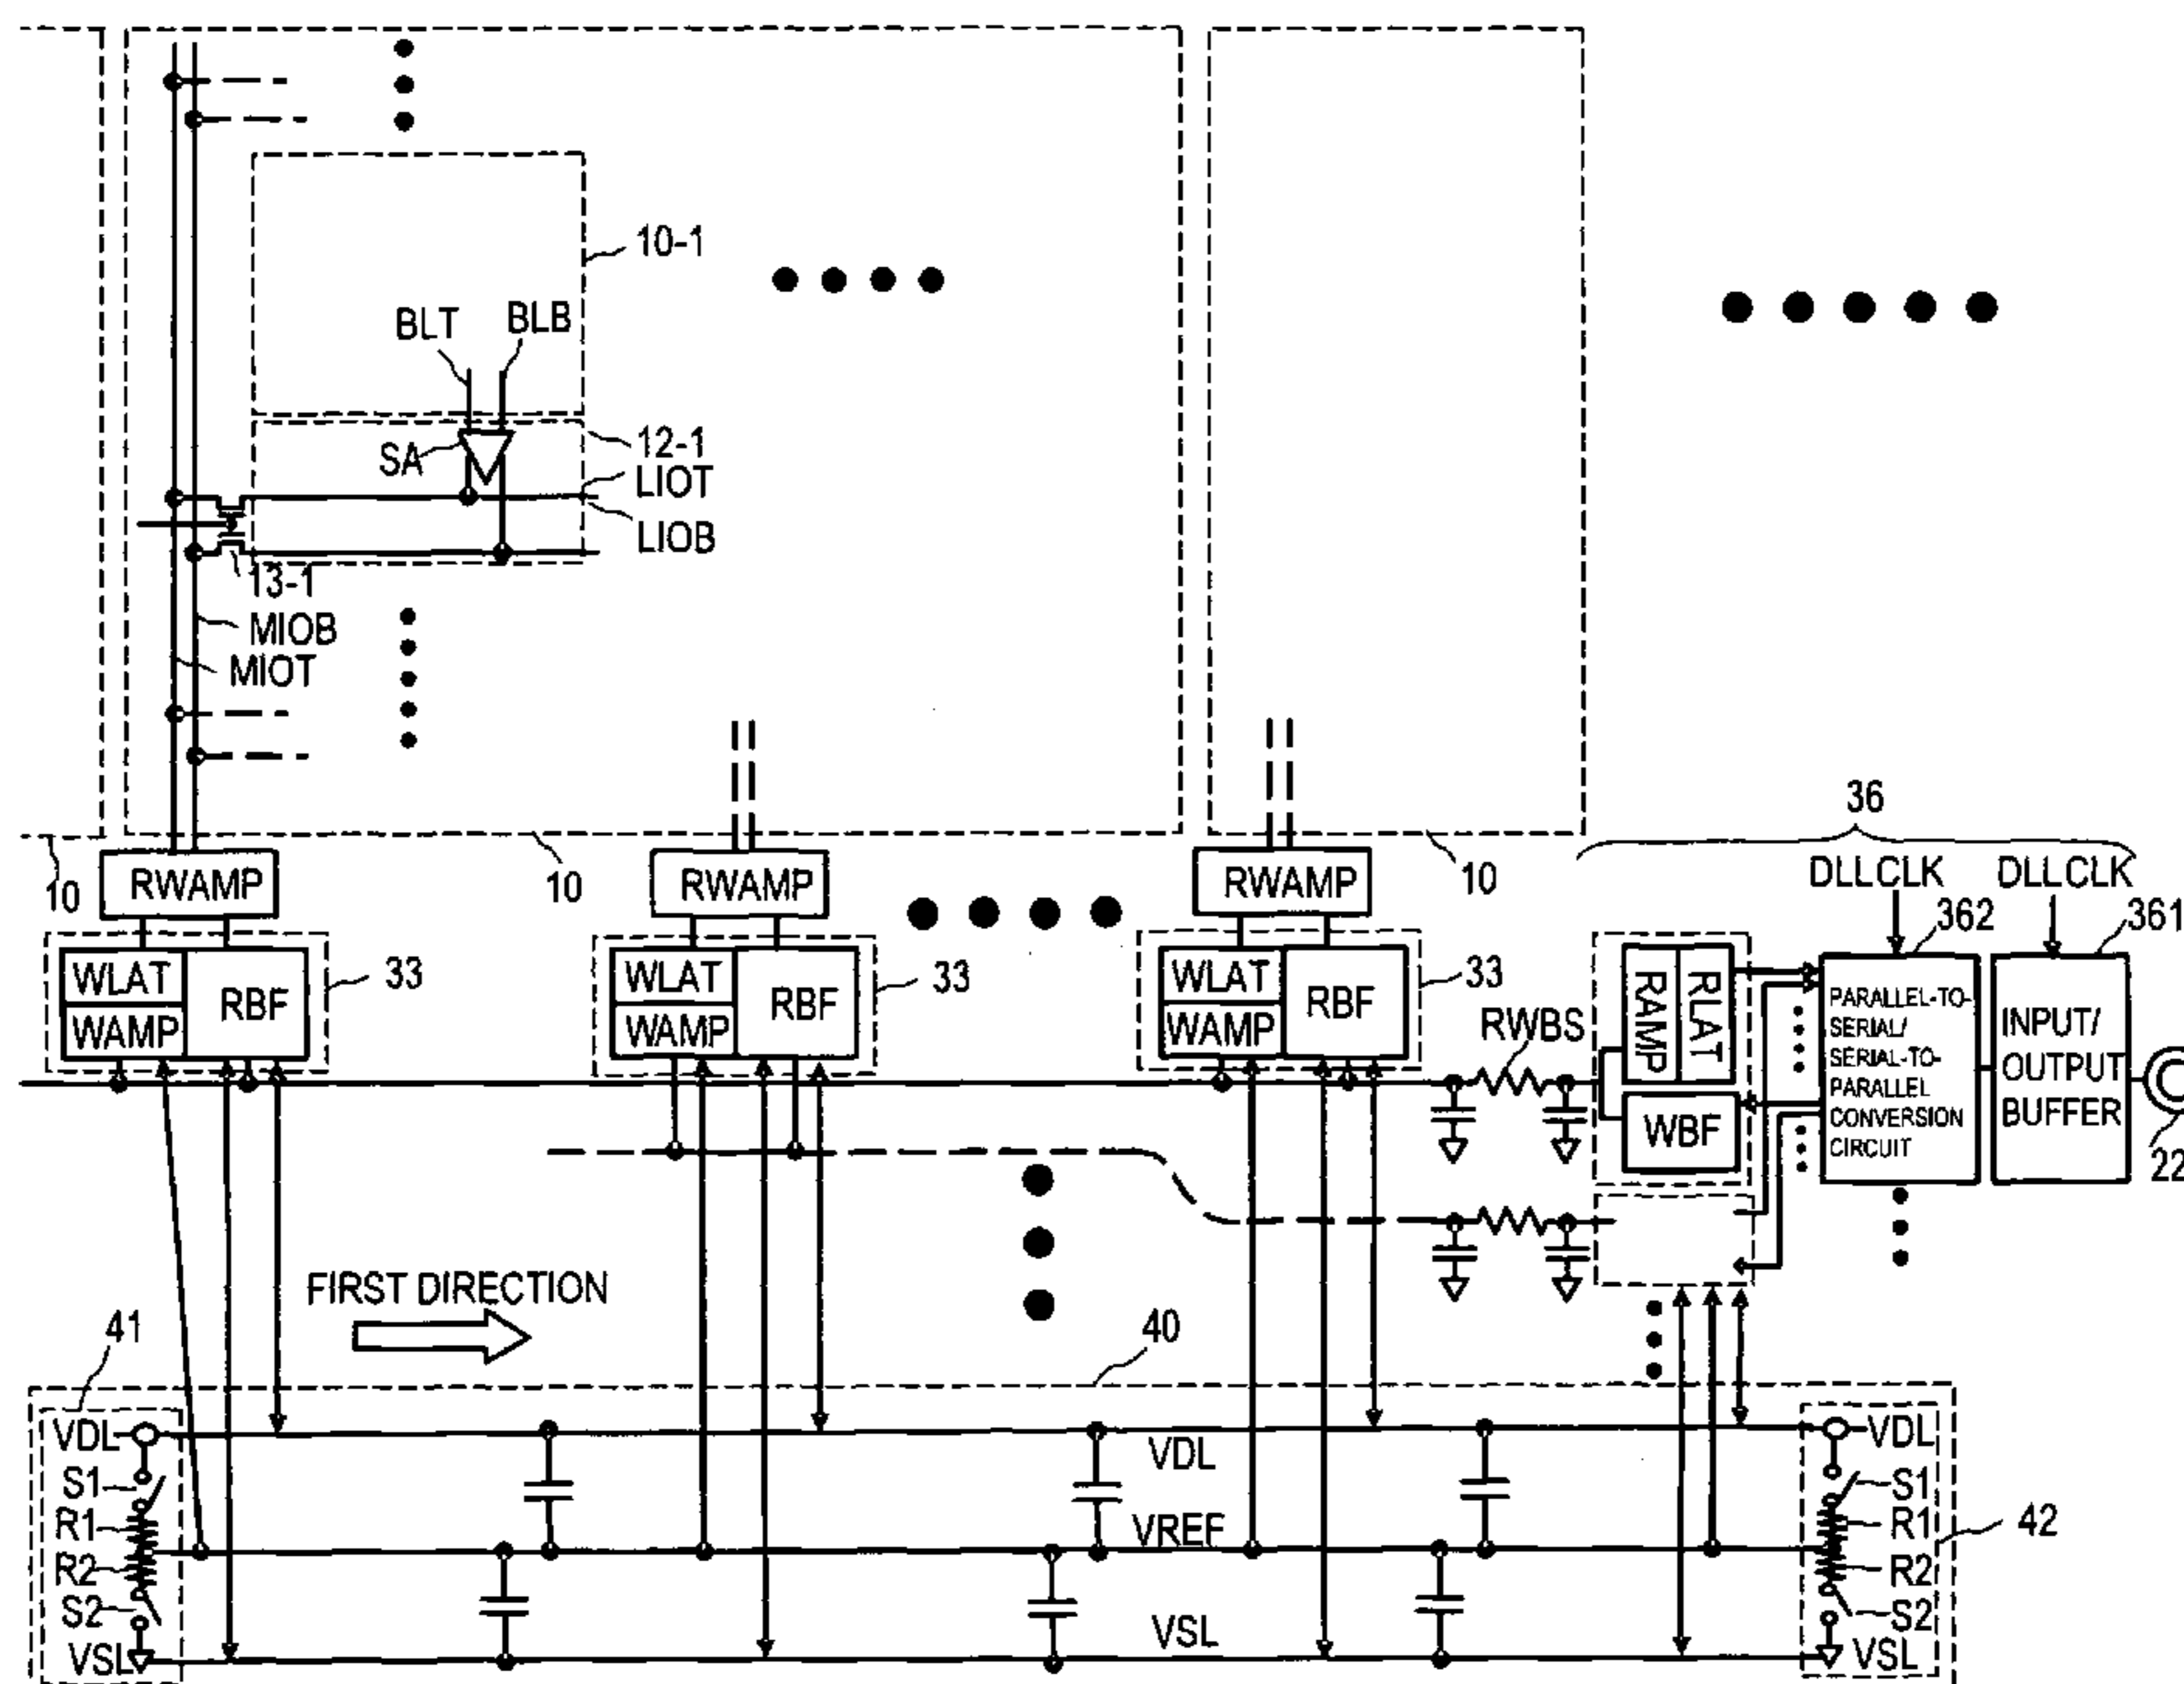 10-1
BLT
BLB
SA
12-1
LIOT
LIOB
13-1
MIOB
MIOT
36
10
10
10
RWAMP
RWAMP
RWAMP
DLLCLK
DLLCLK
362
361
WLAT
WAMP
RBF
33
WLAT
WAMP
RBF
33
WLAT
WAMP
RBF
33
RWBS
RAMP
RLAT
WBF
PARALLEL-TO-
SERIAL/
SERIAL-TO-
PARALLEL
CONVERSION
CIRCUIT
INPUT/
OUTPUT
BUFFER
22
FIRST DIRECTION
41
40
VDL
S1
R1
R2
S2
VSL
VDL
VREF
VSL
VDL
S1
R1
R2
S2
VSL
42